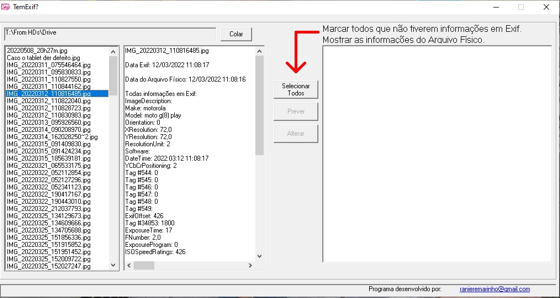 TemExif?
T:\From HDs\Drive
Colar
Marcar todos que não tiverem informações em Exif.
Mostrar as informações do Arquivo Físico.
20220508_20h27m.jpg
Caso o tablet der defeito.jpg
IMG_20220311_075546464.jpg
IMG_20220311_095830833.jpg
IMG_20220311_110827550.jpg
IMG_20220311_110844162.jpg
IMG_20220312_110816485.jpg
IMG_20220312_110822040.jpg
IMG_20220312_110828723.jpg
IMG_20220312_110830983.jpg
IMG_20220313_095926560.jpg
IMG_20220314_090208970.jpg
IMG_20220314_162028250~2.jpg
IMG_20220315_091409830.jpg
IMG_20220315_091424234.jpg
IMG_20220315_185639181.jpg
IMG_20220321_065533175.jpg
IMG_20220322_052112854.jpg
IMG_20220322_052127296.jpg
IMG_20220322_052341123.jpg
IMG_20220322_190417167.jpg
IMG_20220322_190443010.jpg
IMG_20220322_212037793.jpg
IMG_20220325_134129673.jpg
IMG_20220325_134609666.jpg
IMG_20220325_134705688.jpg
IMG_20220325_151856336.jpg
IMG_20220325_151915852.jpg
IMG_20220325_151951452.jpg
IMG_20220325_152009722.jpg
IMG_20220325_152027247.jpg
IMG_20220312_110816485.jpg
Data Exif: 12/03/2022 11:08:17
Data do Arquivo Físico: 12/03/2022 11:08:16
Todas informações em Exif:
ImageDescription:
Make: motorola
Model: moto g(8) play
Orientation: 0
XResolution: 72,0
YResolution: 72,0
ResolutionUnit: 2
Software:
DateTime: 2022:03:12 11:08:17
YCbCrPositioning: 2
Tag #544: 0
Tag #545: 0
Tag #546: 0
Tag #547: 0
Tag #548: 0
Tag #549:
ExifOffset: 426
Tag #34853: 1800
ExposureTime: 17
FNumber: 2,0
ExposureProgram: 0
ISOSpeedRatings: 426
Selecionar
Todos
Prever
Alterar
Programa desenvolvido por: ranieremarinho@gmail.com